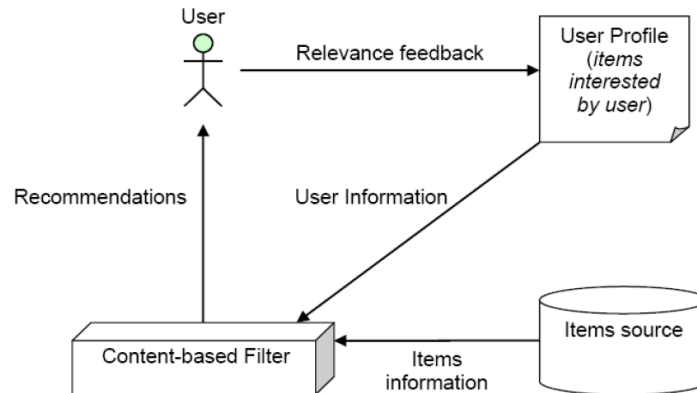 User
Relevance feedback
User Profile
(items
interested
by user)
Recommendations
User Information
Content-based Filter
Items
information
Items source